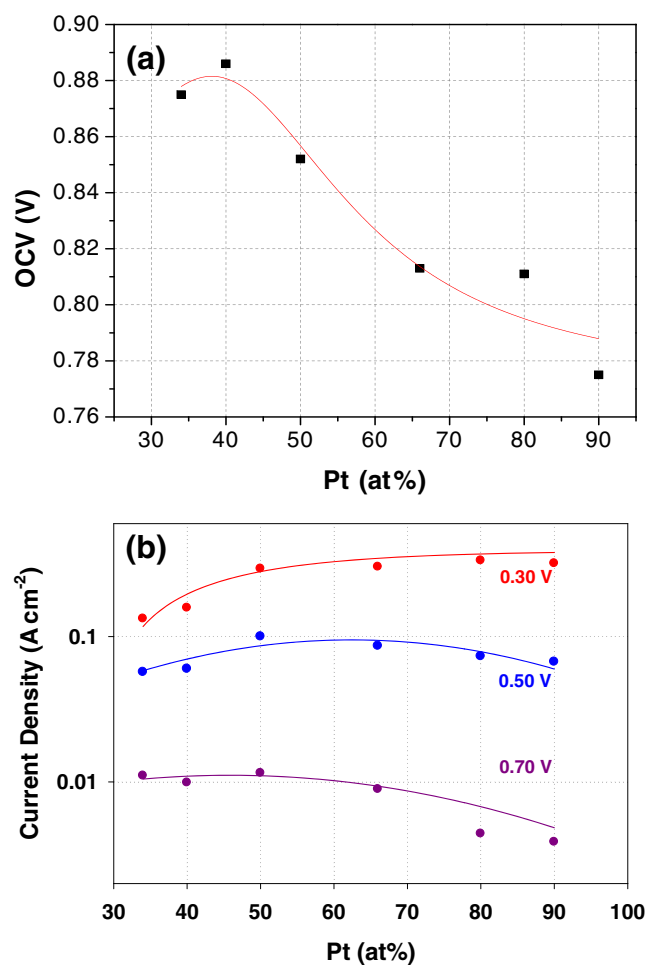 (a)
0.90
0.88
0.86
0.84
0.82
0.80
0.78
0.76
OCV (V)
30 40 50 60 70 80 90
Pt (at%)
(b)
0.30 V
0.1
0.50 V
0.70 V
0.01
Current Density (A cm-2)
30 40 50 60 70 80 90 100
Pt (at%)